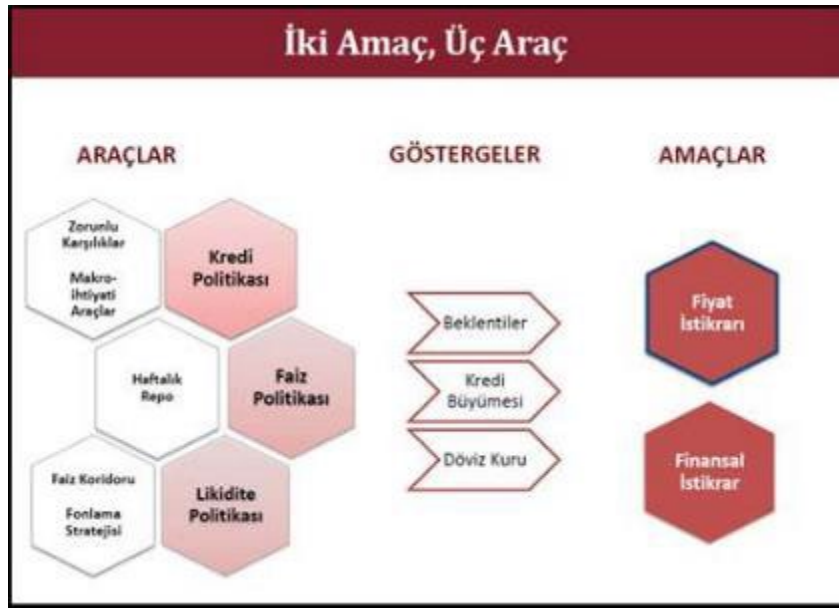 İki Amaç, Üç Araç
ARAÇLAR
Zorunlu
Karşılıklar
Makro-
ihtiyati
Araçlar
Kredi
Politikası
Haftalık
Repo
Faiz
Politikası
Faiz Koridoru
Fonlama
Stratejisi
Likidite
Politikası
GÖSTERGELER
Beklentiler
Kredi
Büyümesi
Döviz Kuru
AMAÇLAR
Fiyat
İstikrarı
Finansal
İstikrar